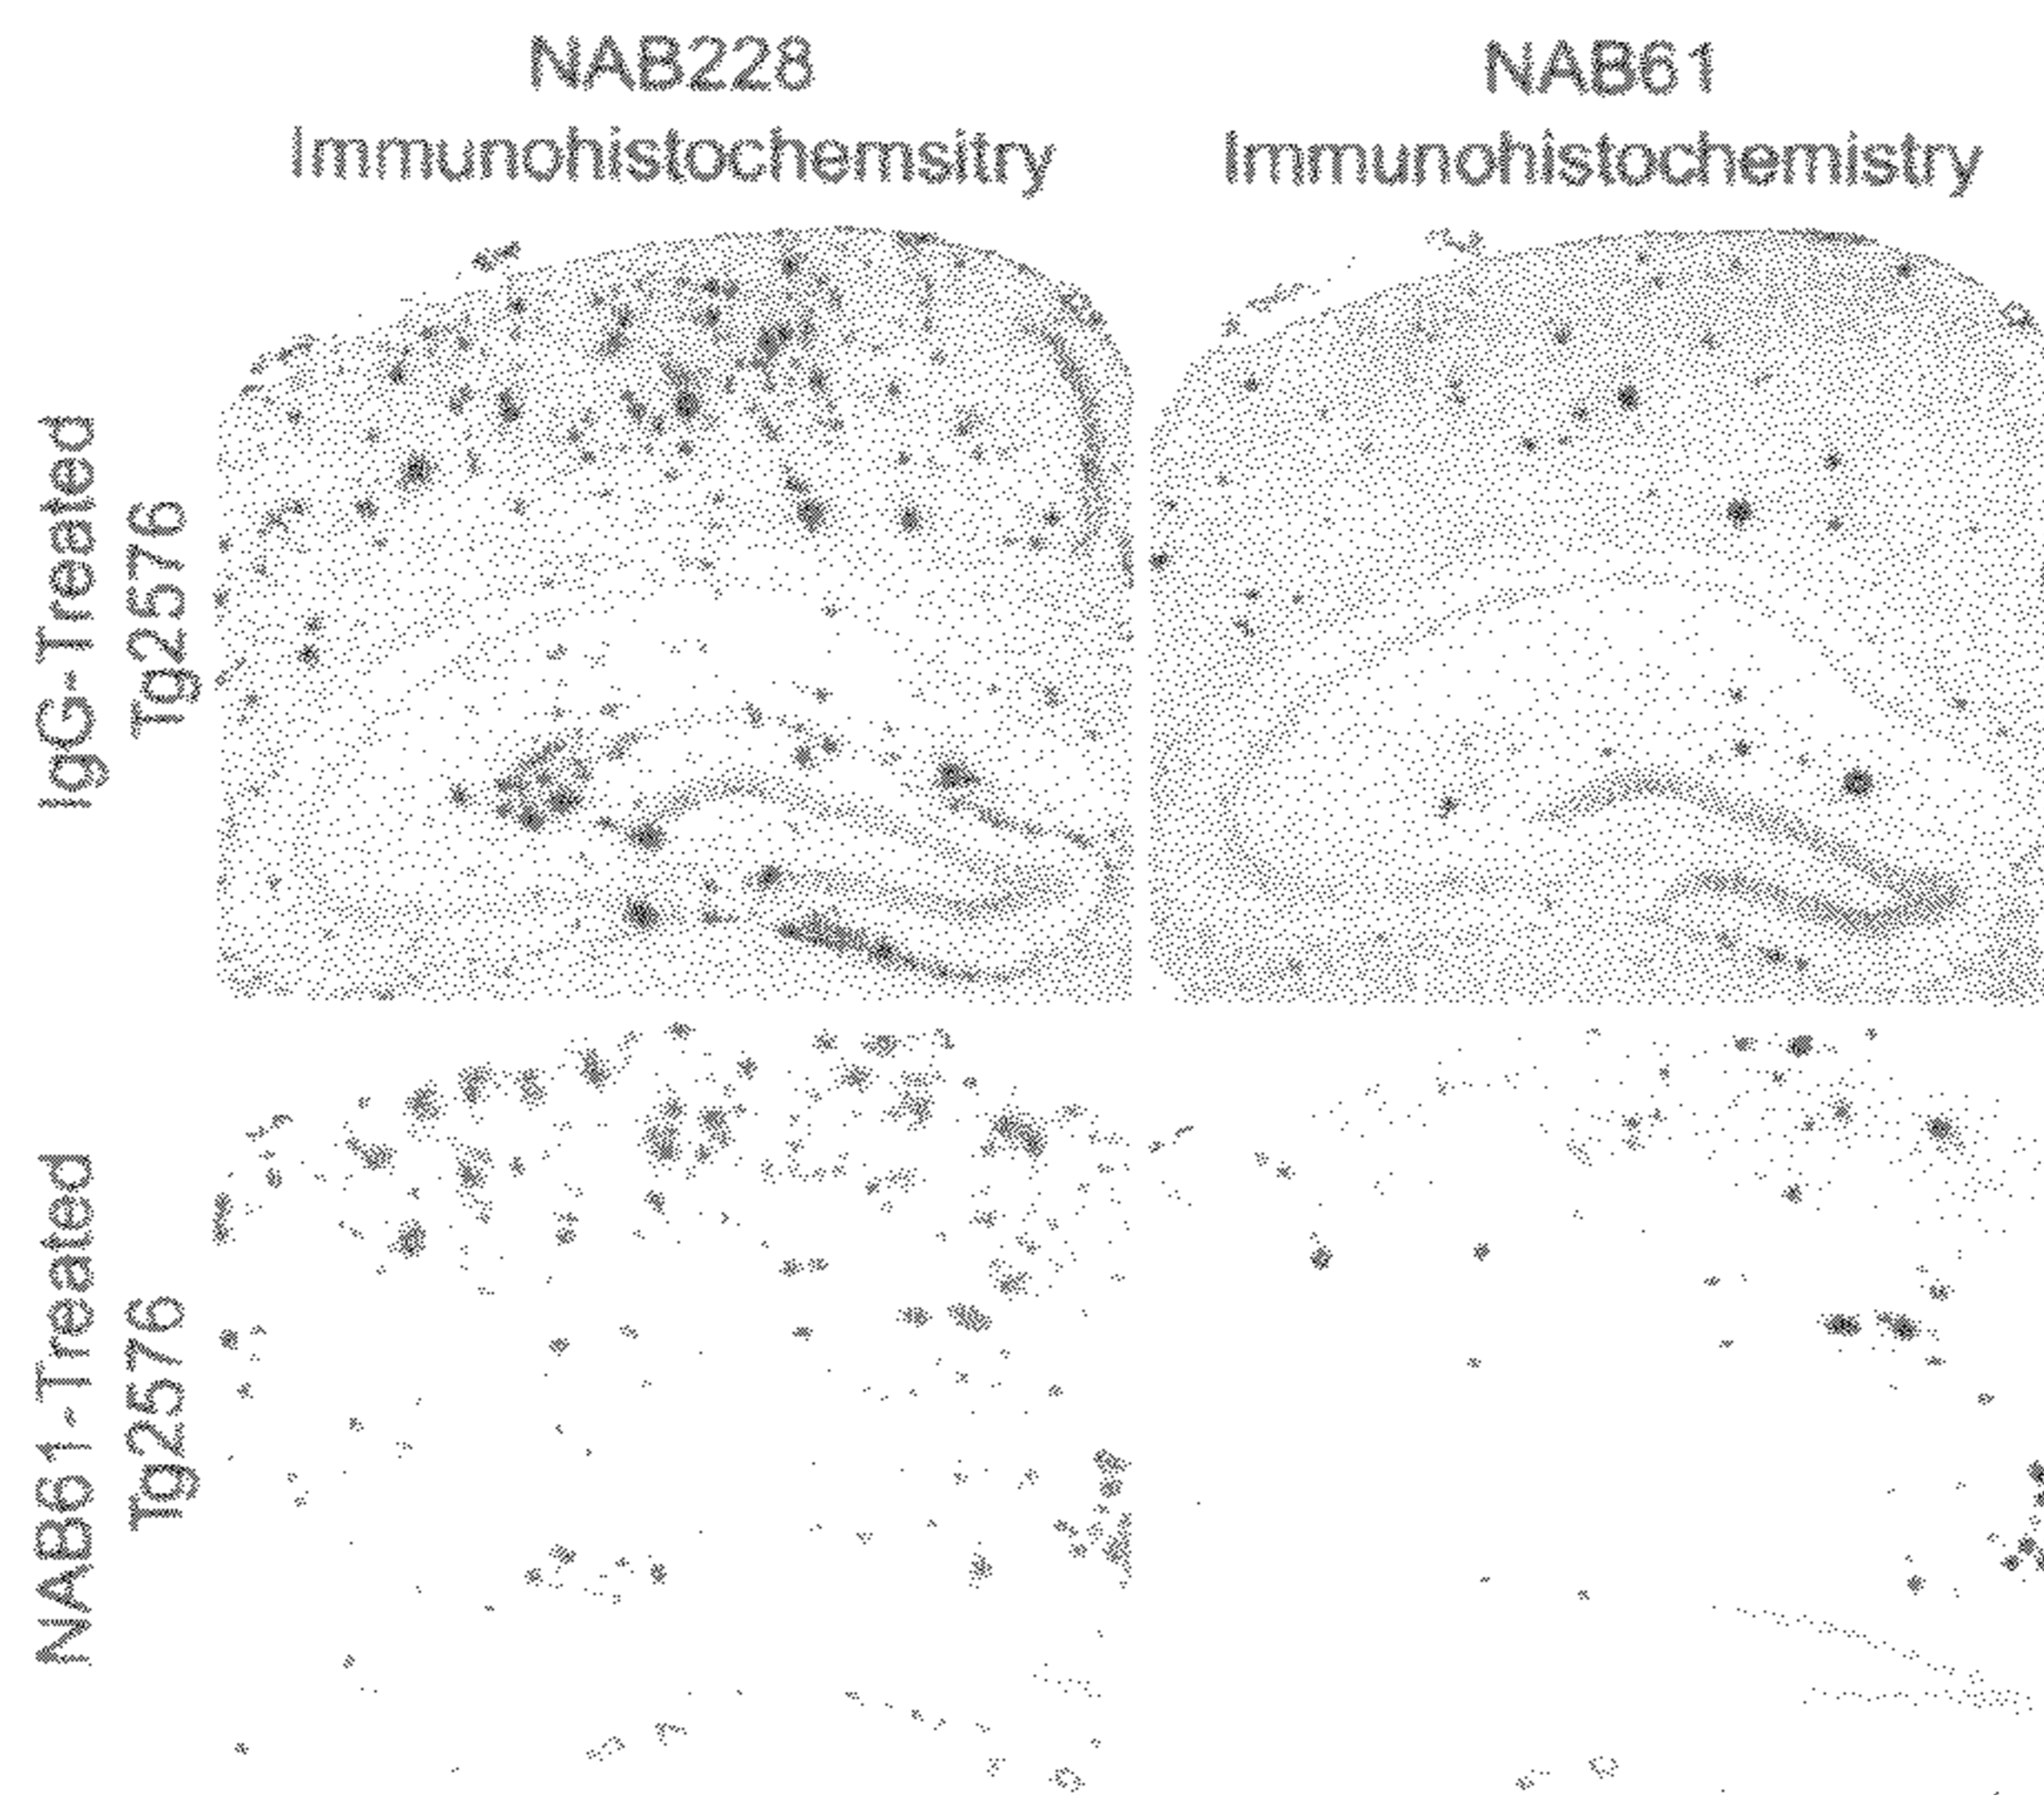 NAB228
Immunohistochemsitry
NAB61
Immunohistochemistry
IgG-Treated
Tg2576
NAB61-Treated
Tg2576